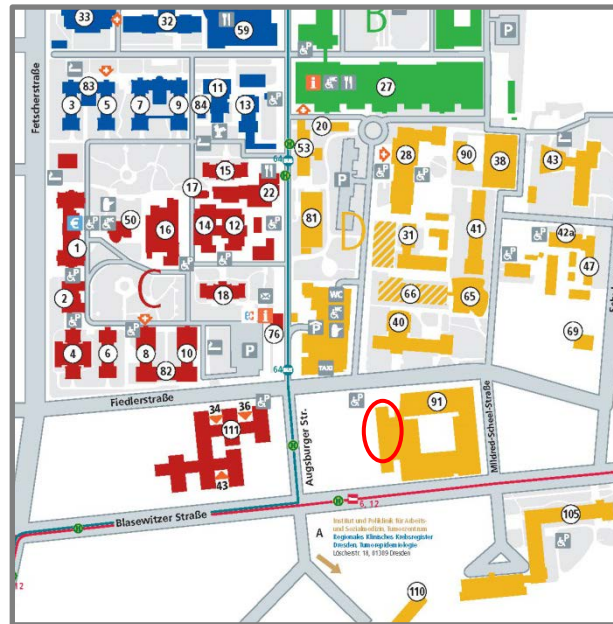 33
32
59
B
P
Fetscherstraße
83
3
5
7
9
84
11
13
P
i
27
20
53
64
28
90
38
43
P
15
17
22
€
P
P
50
1
16
14
12
81
D
31
41
42a
47
P
P
P
2
C
18
66
65
WC
i
76
40
69
P
P
P
4
6
8
10
82
P
64
TAXI
Fiedlerstraße
34
36
P
111
43
Augsburger Str.
P
91
Mildred-Scheel-Straße
6, 12
Blasewitzer Straße
12
A
Institut und Poliklinik für Arbeits-
und Sozialmedizin, Tumorzentrum
Regionales Klinisches Krebsregister
Dresden, Tumorepidemiologie
Löscherstr. 18, 01309 Dresden
105
P
110